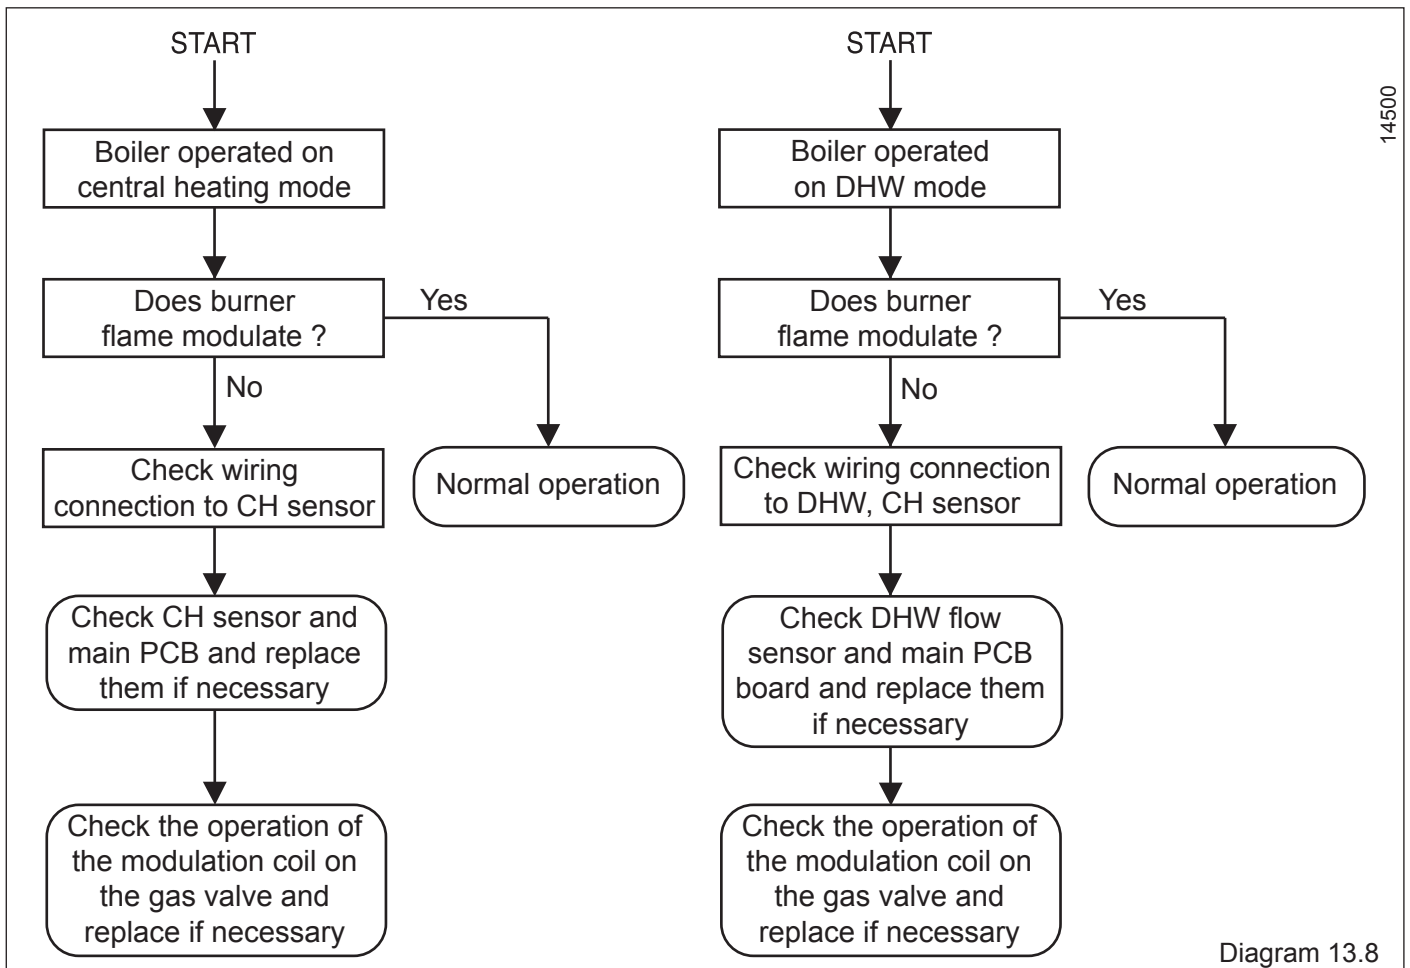 START
Boiler operated on
central heating mode
Does burner
flame modulate ?
Yes
No
Check wiring
connection to CH sensor
Normal operation
Check CH sensor and
main PCB and replace
them if necessary
Check the operation of
the modulation coil on
the gas valve and
replace if necessary
START
Boiler operated
on DHW mode
Does burner
flame modulate ?
Yes
No
Check wiring connection
to DHW, CH sensor
Normal operation
Check DHW flow
sensor and main PCB
board and replace them
if necessary
Check the operation of
the modulation coil on
the gas valve and
replace if necessary
14500
Diagram 13.8